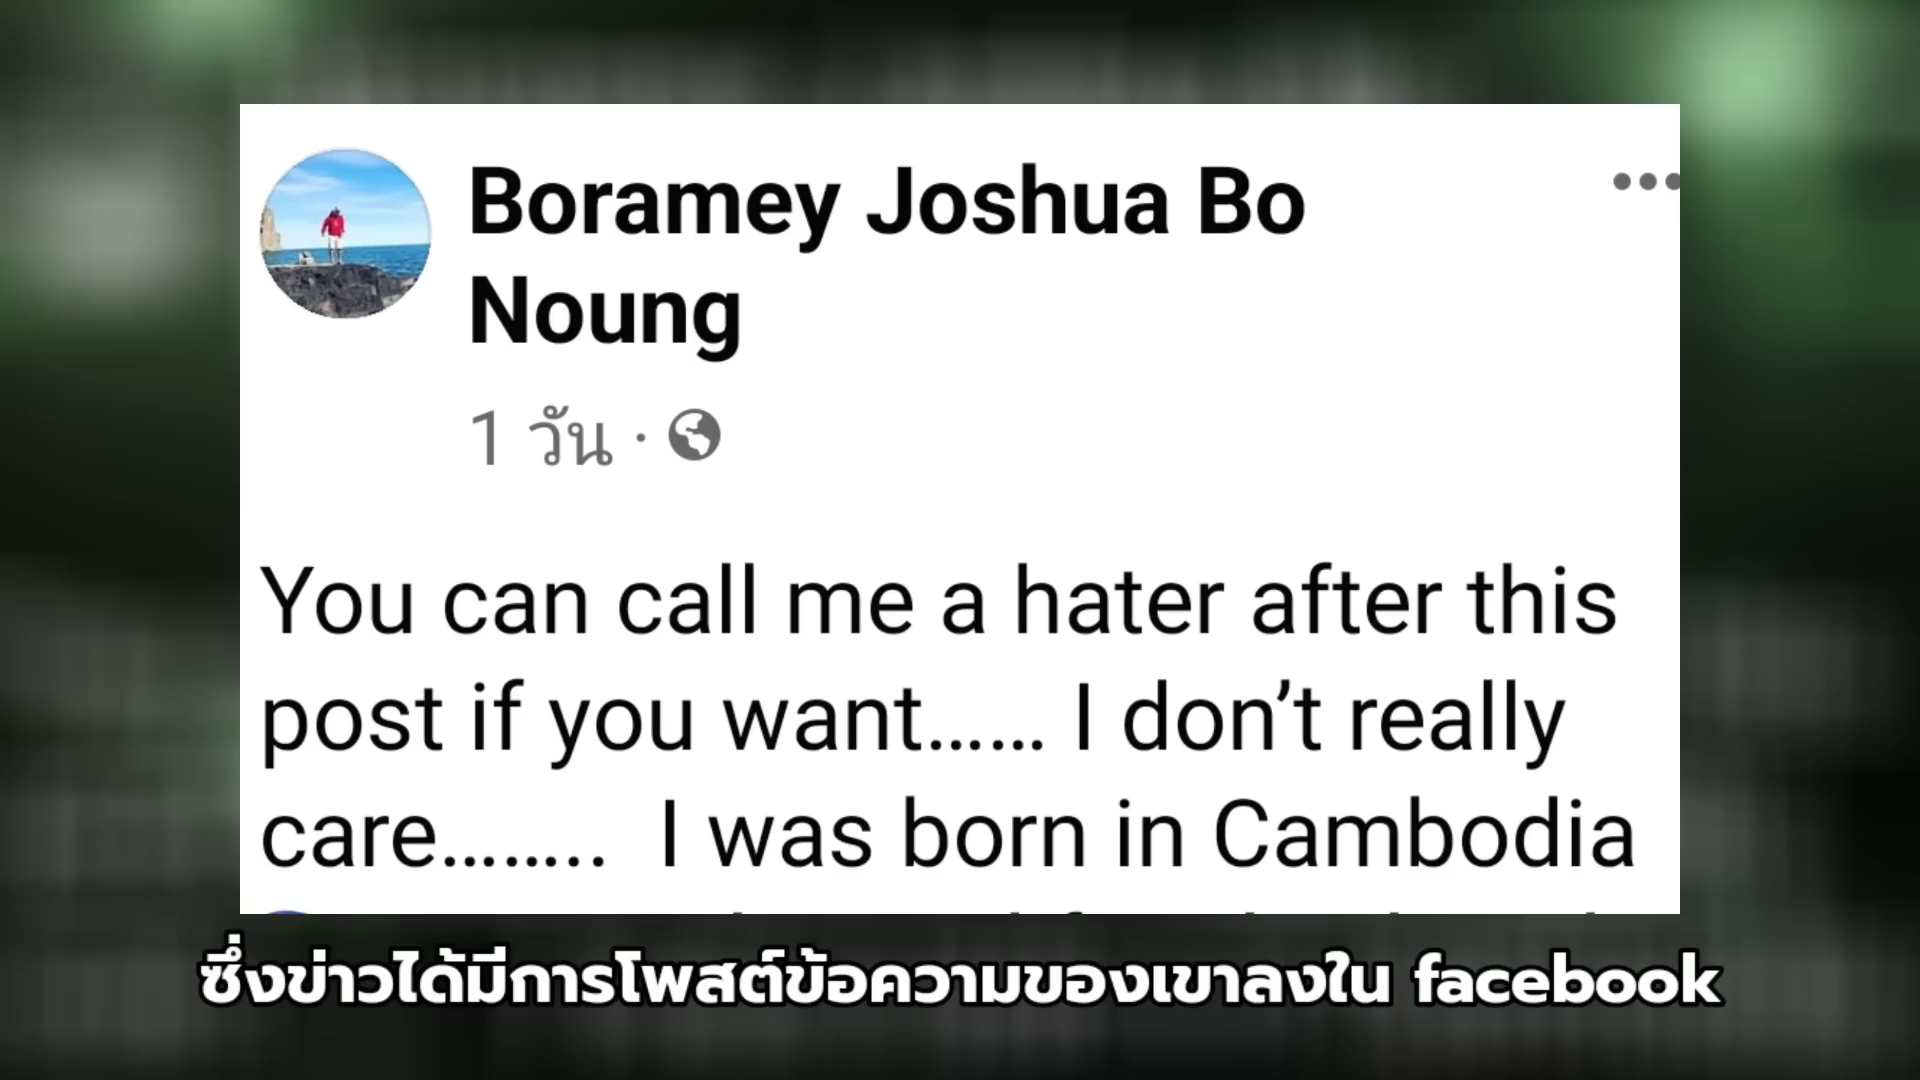 Boramey Joshua Bo
Noung
1 วัน ·
You can call me a hater after this
post if you want...... I don’t really
care........ I was born in Cambodia
ซึ่งข่าวได้มีการโพสต์ข้อความของเขาลงใน facebook